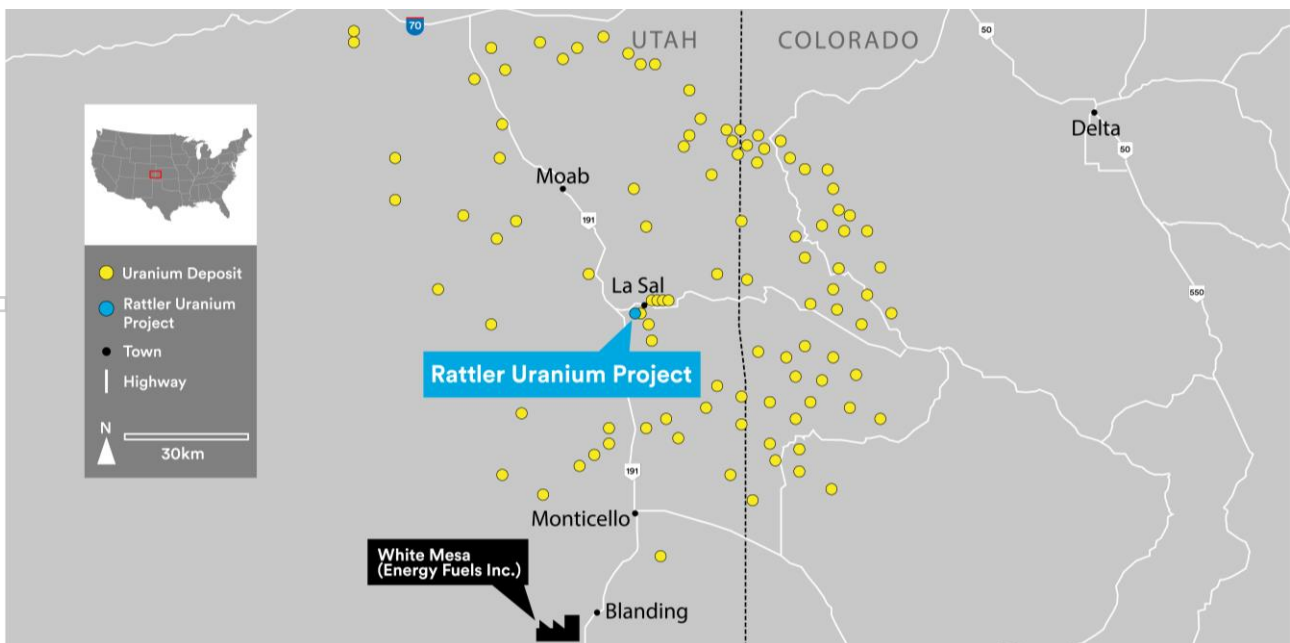 70
UTAH
COLORADO
50
Delta
50
Moab
191
Uranium Deposit
Rattler Uranium
Project
Town
Highway
N
30km
La Sal
550
Rattler Uranium Project
191
Monticello
White Mesa
(Energy Fuels Inc.)
Blanding